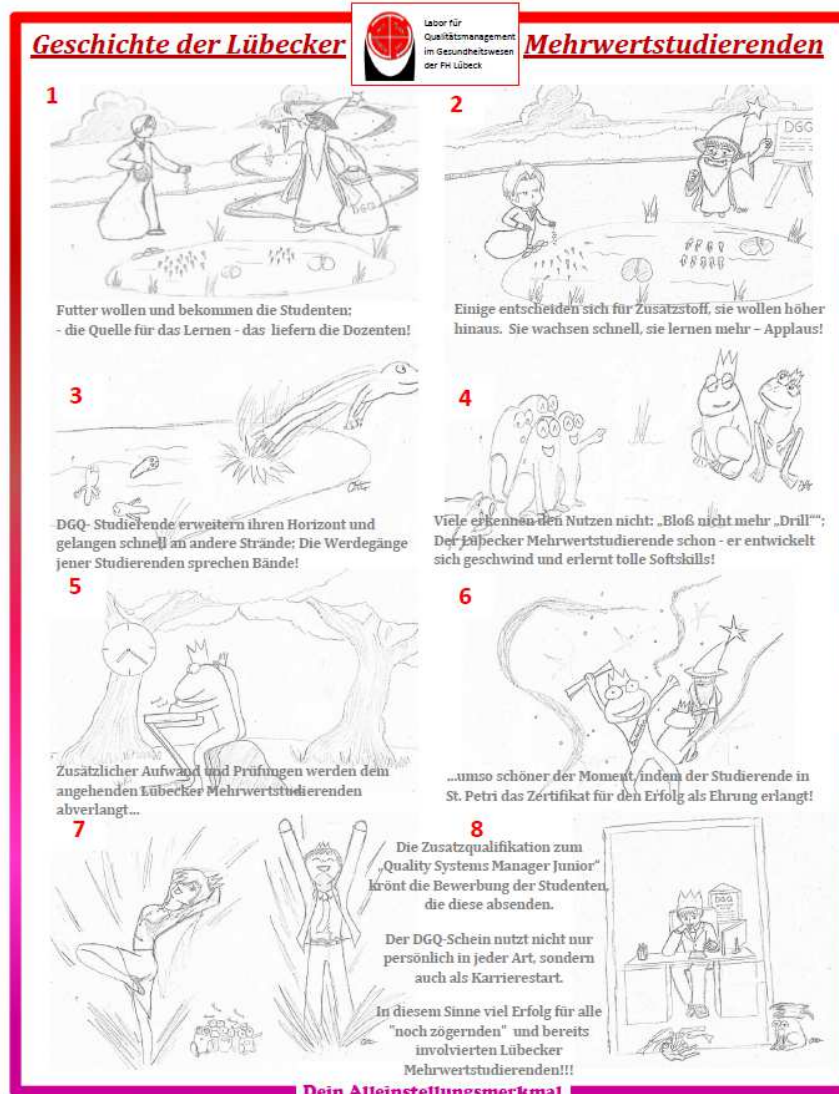 Geschichte der Lübecker
Labor für
Qualitätsmanagement
im Gesundheitswesen
der FH Lübeck
Mehrwertstudierenden
1
DGQ
Futter wollen und bekommen die Studenten;
- die Quelle für das Lernen - das liefern die Dozenten!
2
DGQ
Einige entscheiden sich für Zusatzstoff, sie wollen höher
hinaus. Sie wachsen schnell, sie lernen mehr – Applaus!
3
DGQ- Studierende erweitern ihren Horizont und
gelangen schnell an andere Strände; Die Werdegänge
jener Studierenden sprechen Bände!
4
Viele erkennen den Nutzen nicht: „Bloß nicht mehr „Drill““;
Der Lübecker Mehrwertstudierende schon - er entwickelt
sich geschwind und erlernt tolle Softskills!
5
Zusätzlicher Aufwand und Prüfungen werden dem
angehenden Lübecker Mehrwertstudierenden
abverlangt...
6
...umso schöner der Moment, indem der Studierende in
St. Petri das Zertifikat für den Erfolg als Ehrung erlangt!
7
8
Die Zusatzqualifikation zum
„Quality Systems Manager Junior“
krönt die Bewerbung der Studenten,
die diese absenden.
Der DGQ-Schein nutzt nicht nur
persönlich in jeder Art, sondern
auch als Karrierestart.
In diesem Sinne viel Erfolg für alle
"noch zögernden" und bereits
involvierten Lübecker
Mehrwertstudierenden!!!
DGQ
Dein Alleinstellungsmerkmal